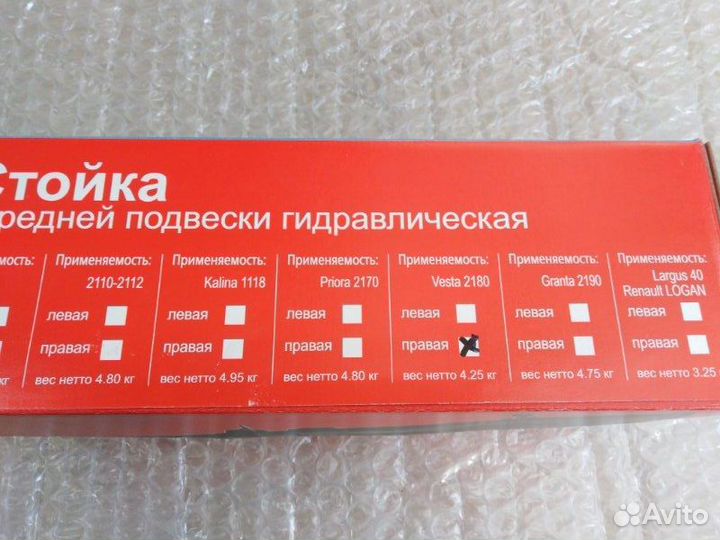 Стойка
редней подвески гидравлическая
мость: Применяемость: Применяемость: Применяемость: Применяемость: Применяемость: Применяемость:
2110-2112 Kalina 1118 Priora 2170 Vesta 2180 Granta 2190 Largus 40
Renault LOGAN
левая левая левая левая левая левая
правая правая правая правая правая правая
кг вес нетто 4.80 кг вес нетто 4.95 кг вес нетто 4.80 кг вес нетто 4.25 кг вес нетто 4.75 кг вес нетто 3.25
Avito